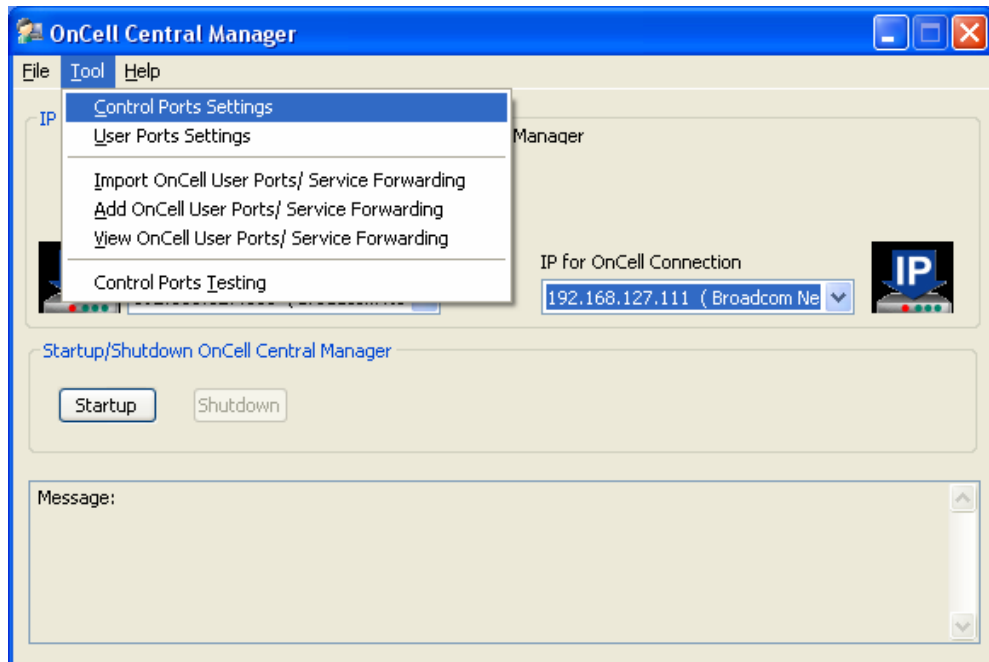 OnCell Central Manager
File Tool Help
Control Ports Settings
User Ports Settings
Import OnCell User Ports/ Service Forwarding
Add OnCell User Ports/ Service Forwarding
View OnCell User Ports/ Service Forwarding
Control Ports Testing
IP
Manager
IP for OnCell Connection
192.168.127.111 ( Broadcom Ne
IP
Startup/Shutdown OnCell Central Manager
Startup Shutdown
Message: